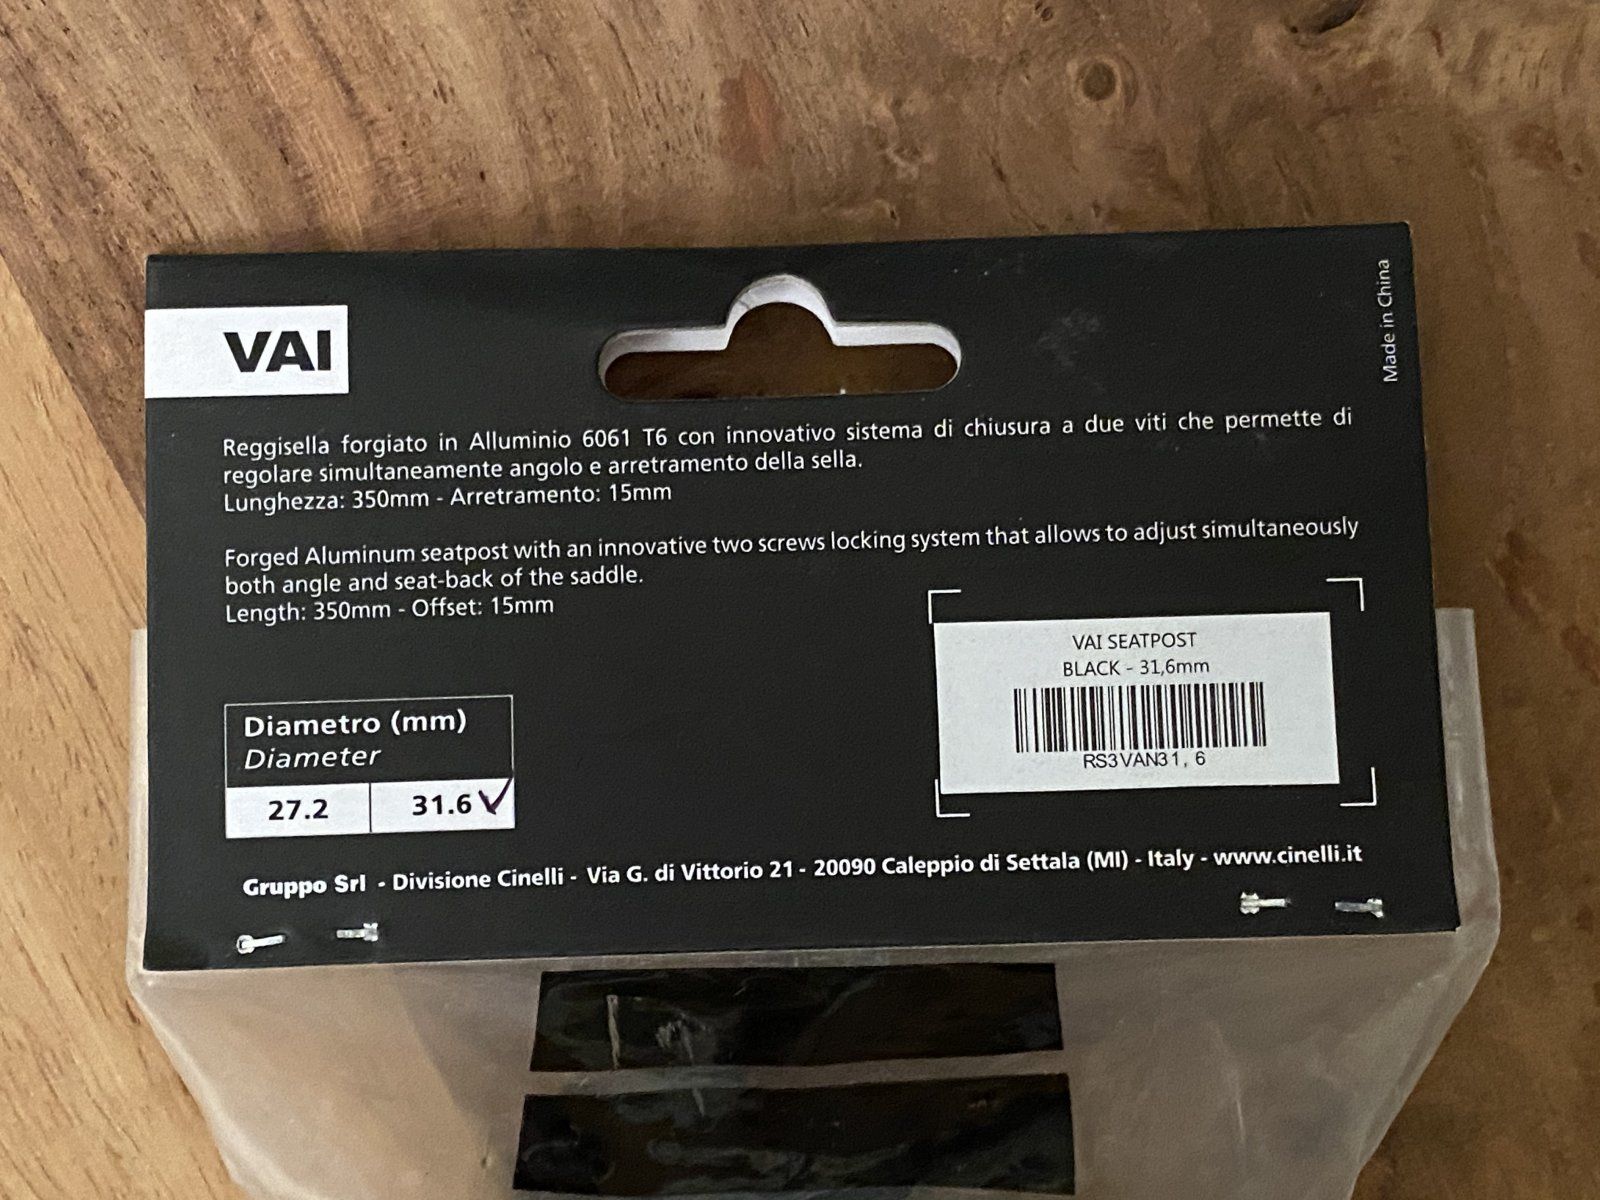 Made in China
VAI
Reggisella forgiato in Alluminio 6061 T6 con innovativo sistema di chiusura a due viti che permette di
regolare simultaneamente angolo e arretramento della sella.
Lunghezza: 350mm - Arretramento: 15mm
Forged Aluminum seatpost with an innovative two screws locking system that allows to adjust simultaneously
both angle and seat-back of the saddle.
Length: 350mm - Offset: 15mm
VAI SEATPOST
BLACK - 31,6mm
RS3VAN31, 6
Diametro (mm)
Diameter
27.2 31.6
Gruppo Srl - Divisione Cinelli - Via G. di Vittorio 21 - 20090 Caleppio di Settala (MI) - Italy - www.cinelli.it